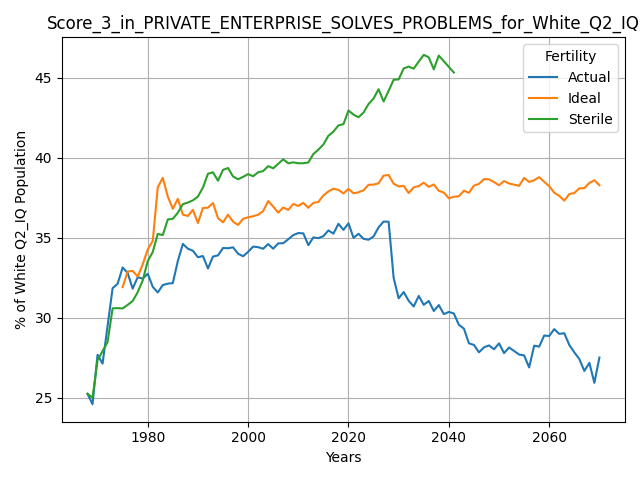 Score_3_in_PRIVATE_ENTERPRISE_SOLVES_PROBLEMS_for_White_Q2_IQ
Fertility
Actual
Ideal
Sterile
% of White Q2_IQ Population
45
40
35
30
25
1980
2000
2020
2040
2060
Years